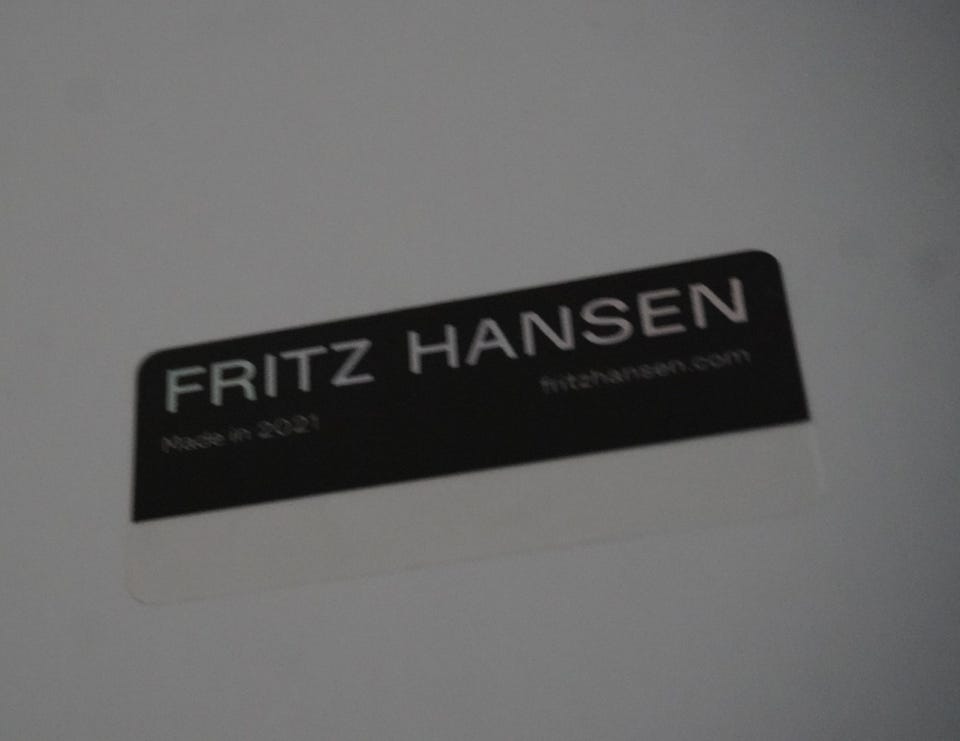 FRITZ HANSEN
Made in 2021
fritzhansen.com